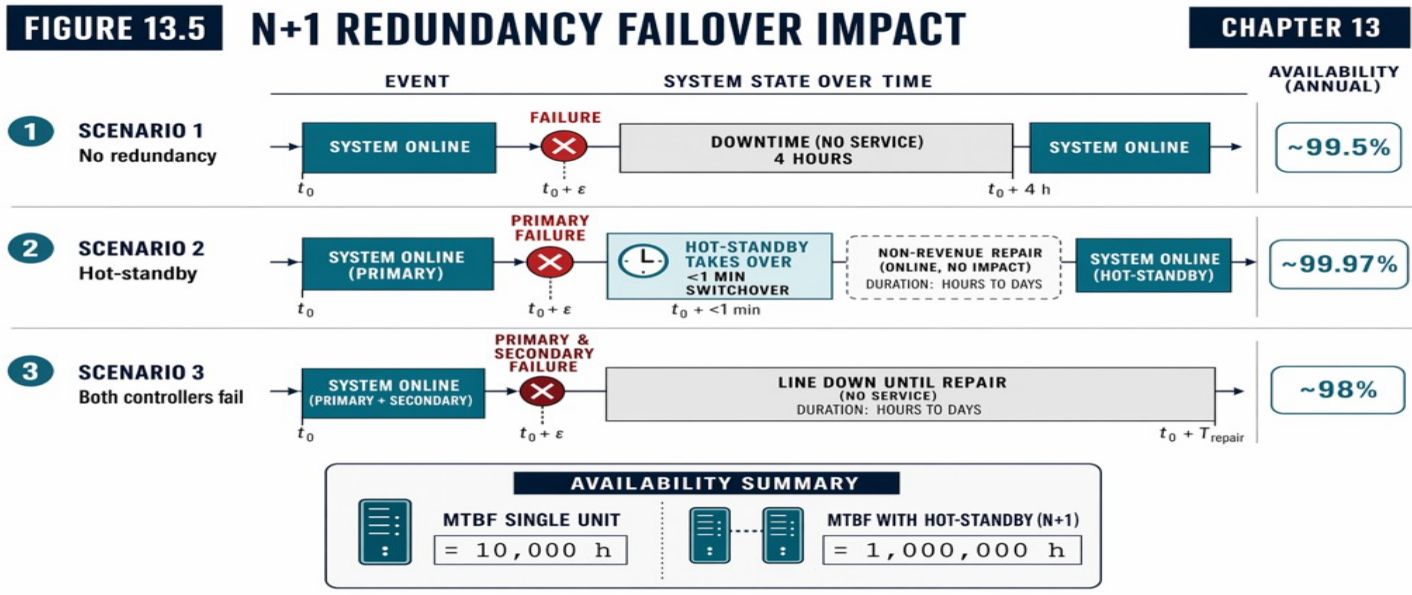 FIGURE 13.5
N+1 REDUNDANCY FAILOVER IMPACT
CHAPTER 13
EVENT
SYSTEM STATE OVER TIME
AVAILABILITY
(ANNUAL)
1
SCENARIO 1
No redundancy
SYSTEM ONLINE
FAILURE
DOWNTIME (NO SERVICE)
4 HOURS
SYSTEM ONLINE
~99.5%
t₀
t₀ + ε
t₀ + 4 h
2
SCENARIO 2
Hot-standby
SYSTEM ONLINE
(PRIMARY)
PRIMARY
FAILURE
HOT-STANDBY
TAKES OVER
<1 MIN
SWITCHOVER
NON-REVENUE REPAIR
(ONLINE, NO IMPACT)
DURATION: HOURS TO DAYS
SYSTEM ONLINE
(HOT-STANDBY)
~99.97%
t₀
t₀ + ε
t₀ + <1 min
3
SCENARIO 3
Both controllers fail
SYSTEM ONLINE
(PRIMARY + SECONDARY)
PRIMARY &
SECONDARY
FAILURE
LINE DOWN UNTIL REPAIR
(NO SERVICE)
DURATION: HOURS TO DAYS
~98%
t₀
t₀ + ε
t₀ + Trepair
AVAILABILITY SUMMARY
MTBF SINGLE UNIT
= 10,000 h
MTBF WITH HOT-STANDBY (N+1)
= 1,000,000 h